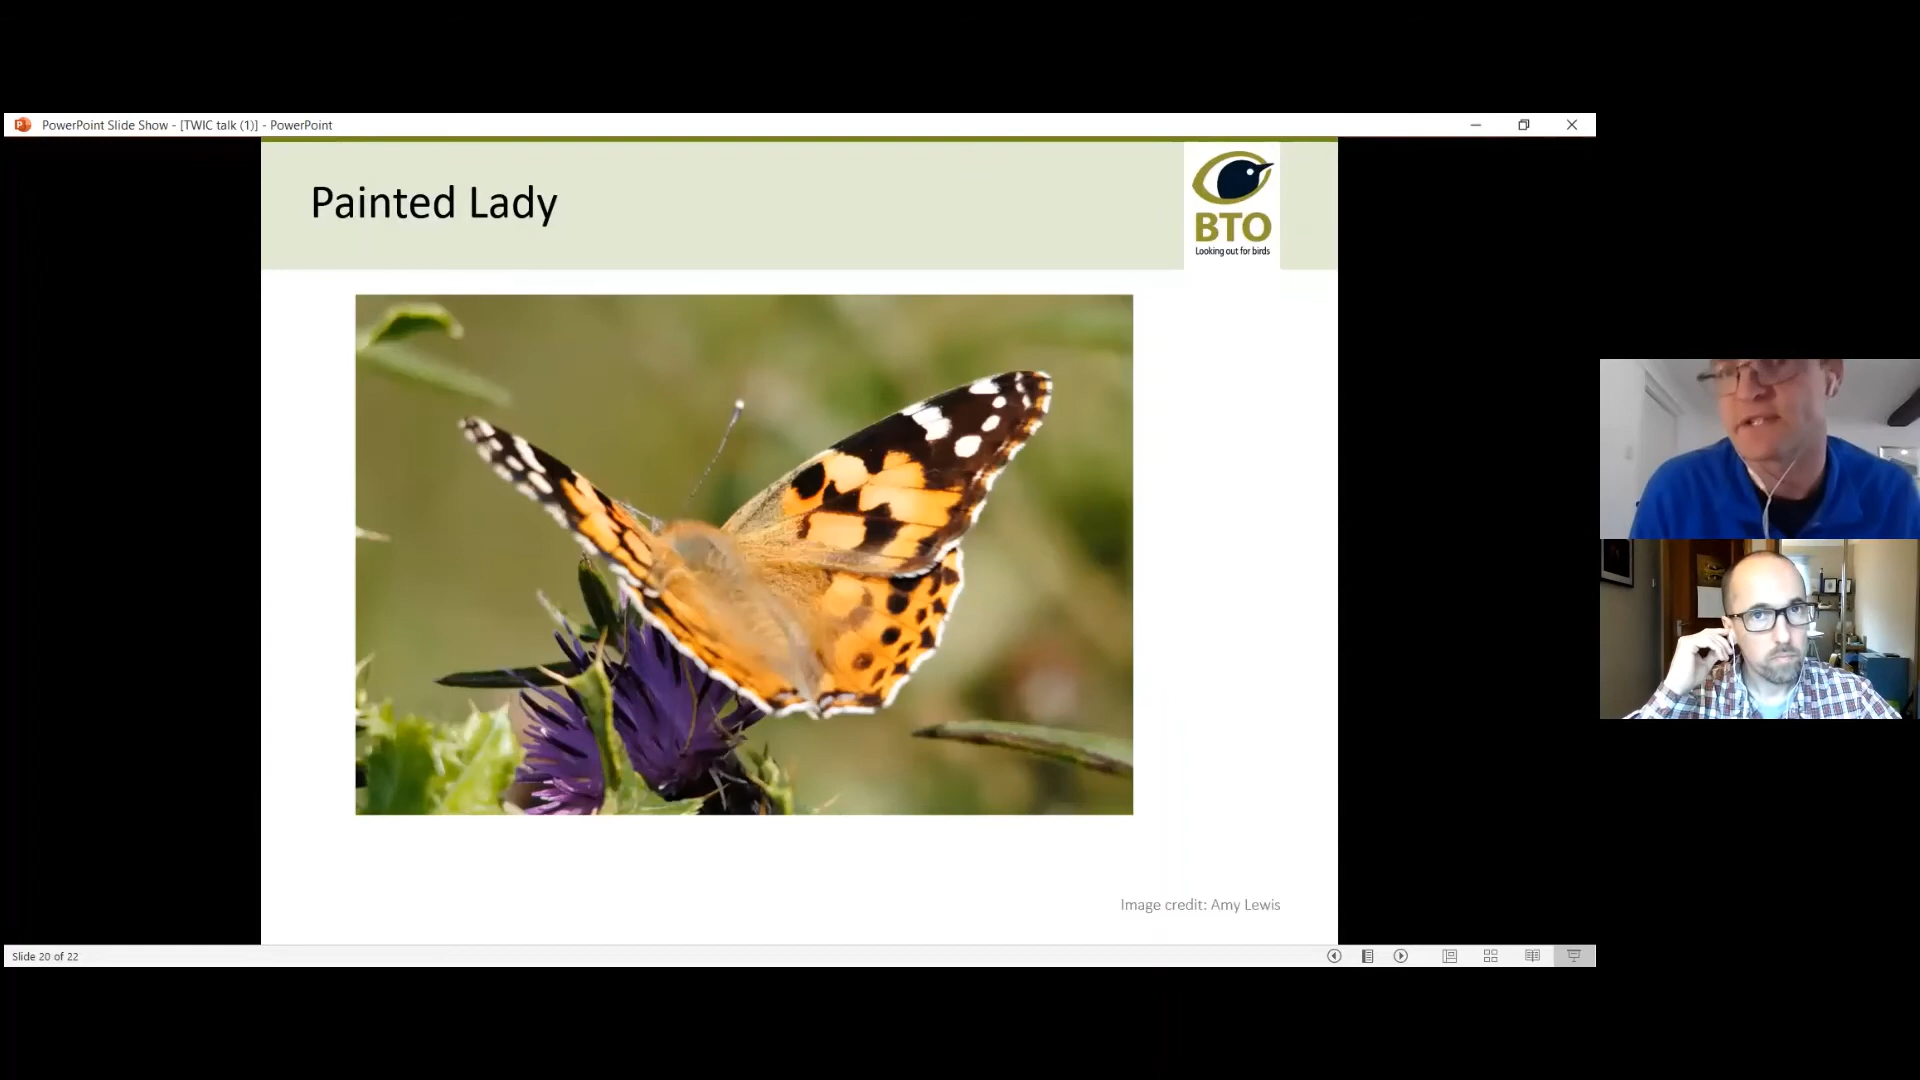 PowerPoint Slide Show - [TWIC talk (1)] - PowerPoint
Painted Lady
BTO
Looking out for birds
Image credit: Amy Lewis
Slide 20 of 22